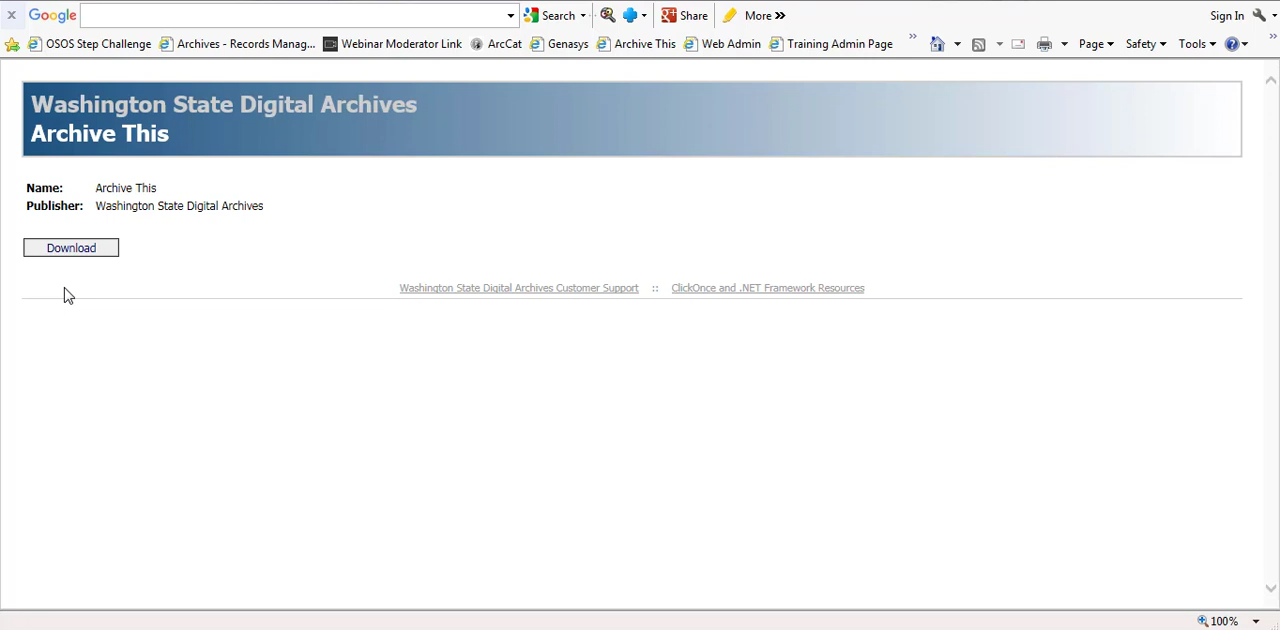 Google Search Share More Sign In
OSOS Step Challenge Archives - Records Manag... Webinar Moderator Link ArcCat Genasys Archive This Web Admin Training Admin Page Page Safety Tools
Washington State Digital Archives
Archive This
Name: Archive This
Publisher: Washington State Digital Archives
Download
Washington State Digital Archives Customer Support :: ClickOnce and .NET Framework Resources
100%